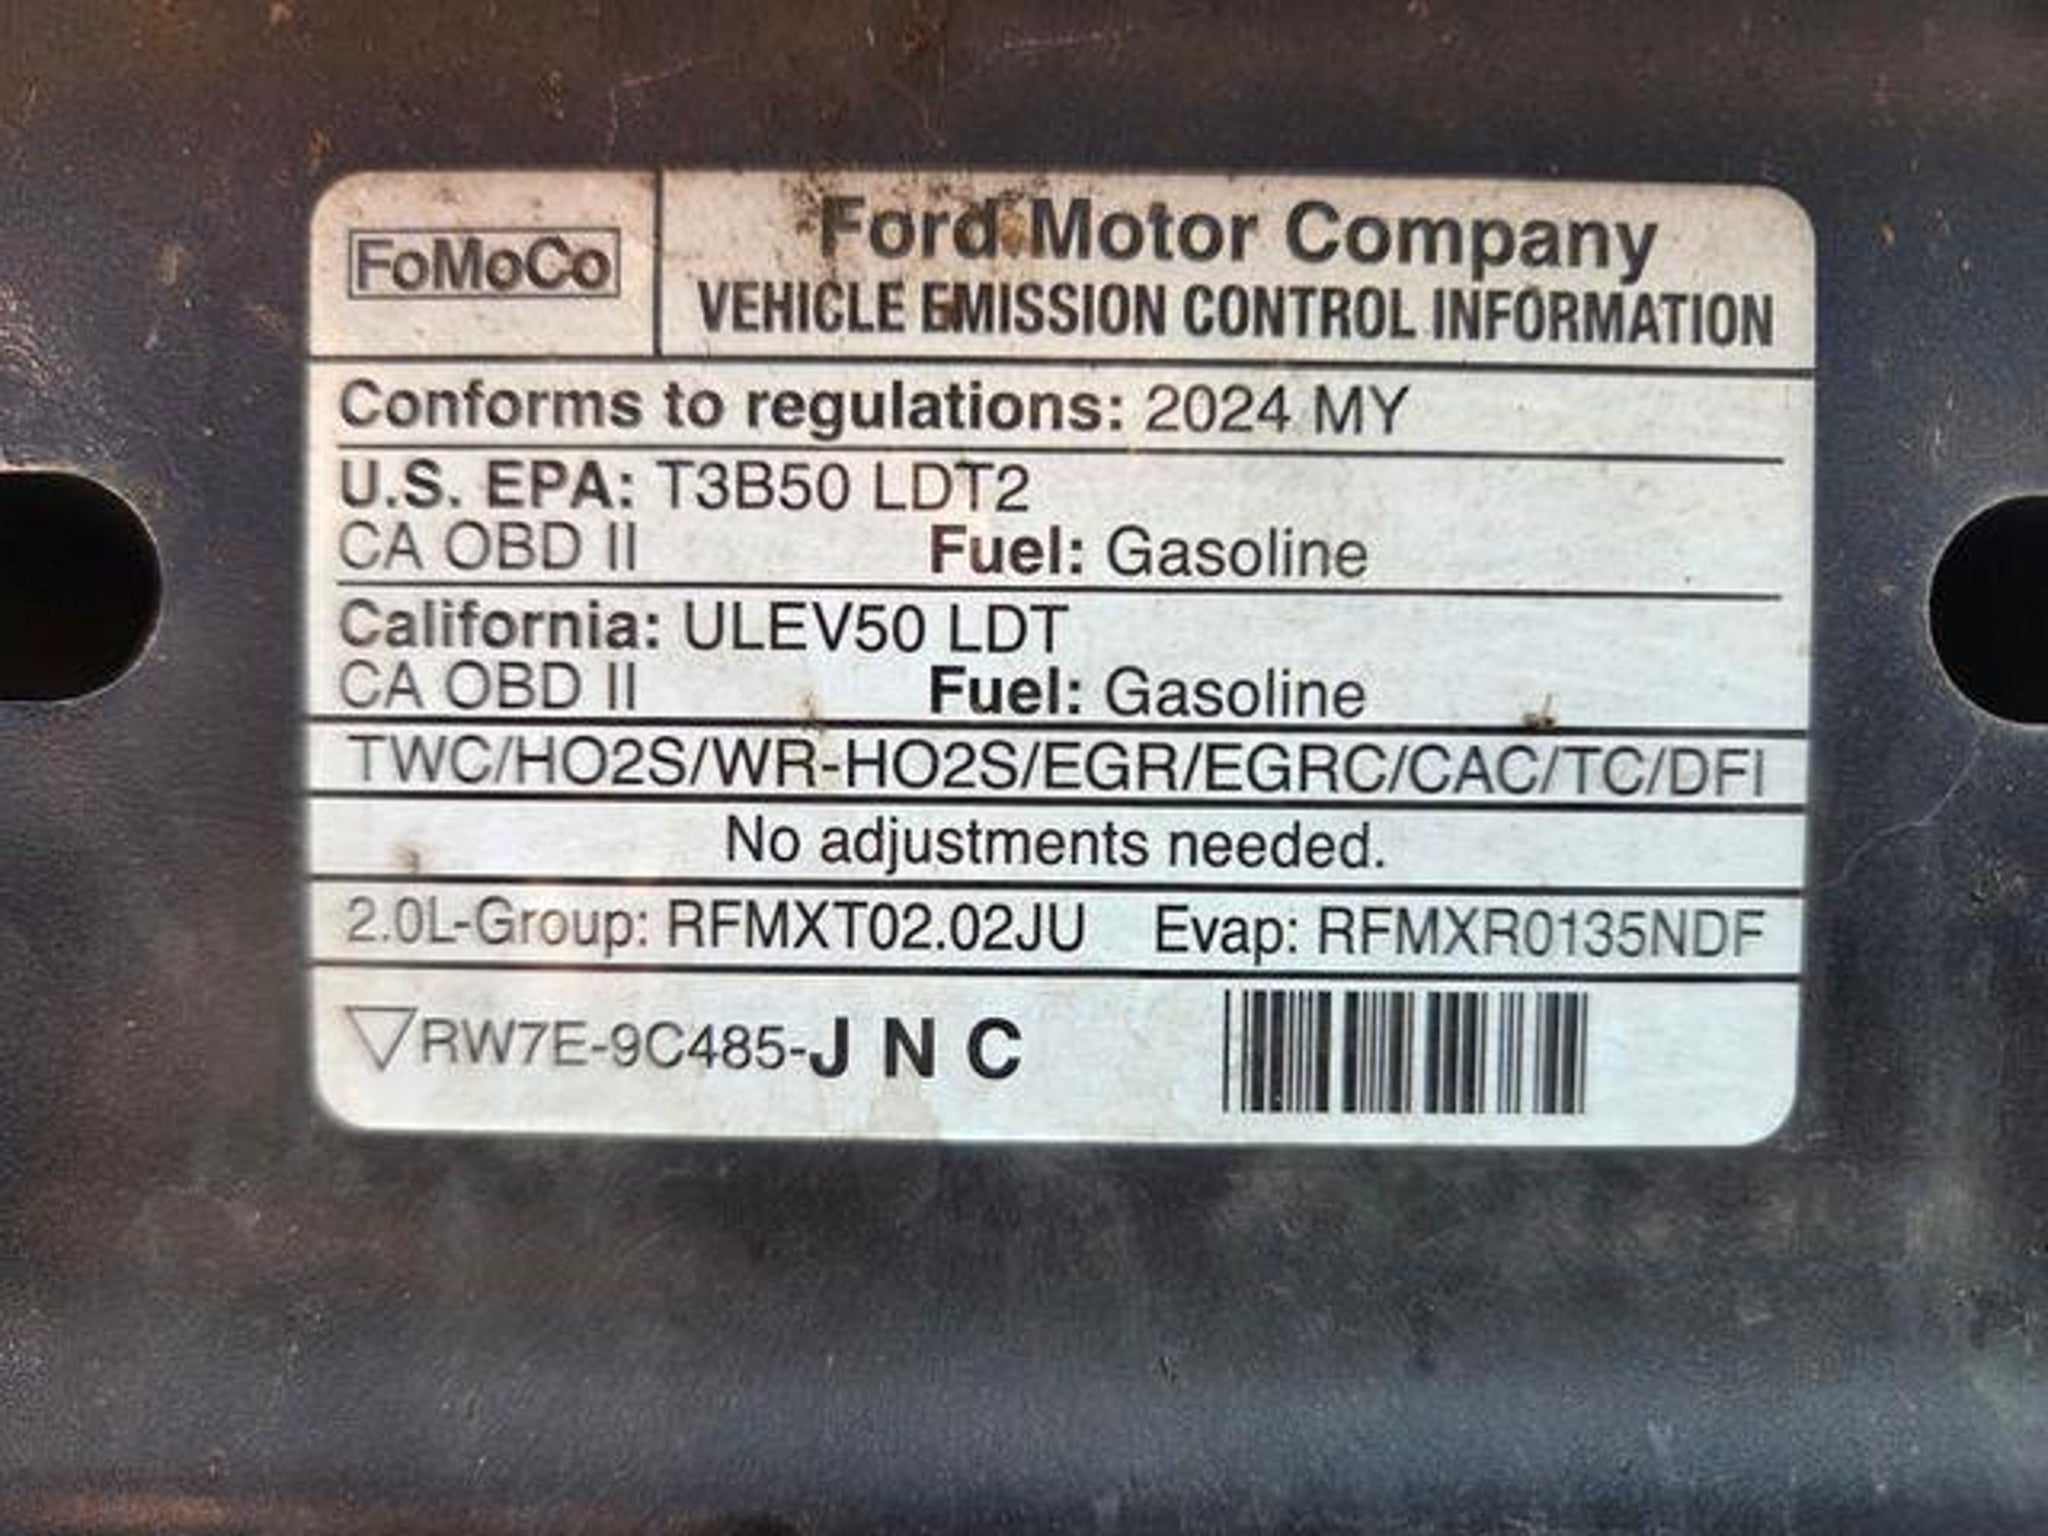 FoMoCo
Ford Motor Company
VEHICLE EMISSION CONTROL INFORMATION
Conforms to regulations: 2024 MY
U.S. EPA: T3B50 LDT2
CA OBD II Fuel: Gasoline
California: ULEV50 LDT
CA OBD II Fuel: Gasoline
TWC/HO2S/WR-HO2S/EGR/EGRC/CAC/TC/DFI
No adjustments needed.
2.0L-Group: RFMXT02.02JU Evap: RFMXR0135NDF
▽RW7E-9C485-J N C